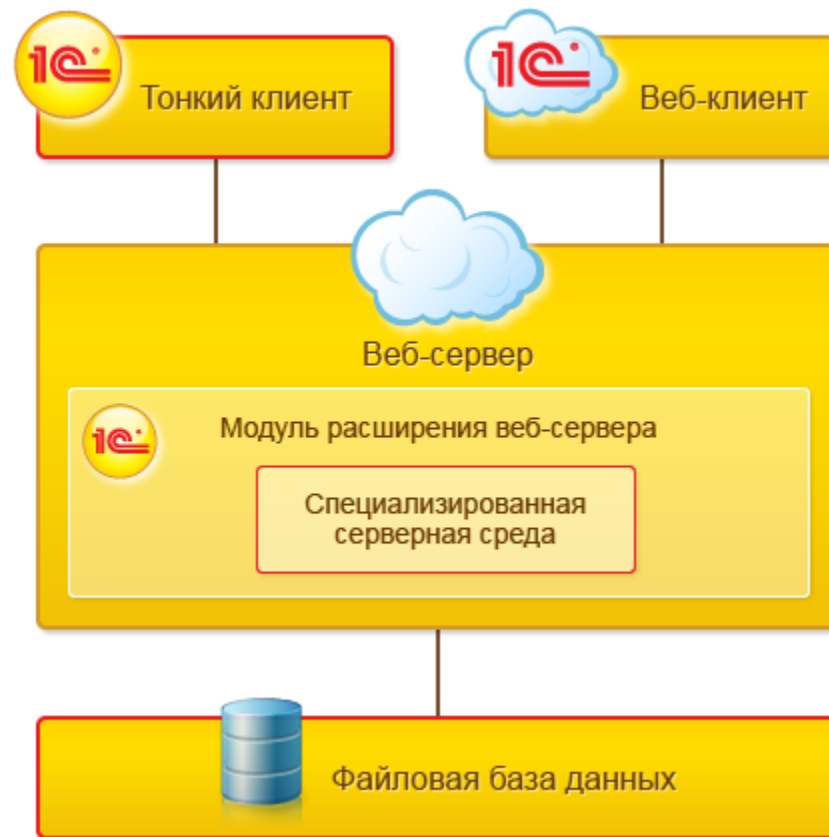 1С
Тонкий клиент
1С
Веб-клиент
Веб-сервер
1С
Модуль расширения веб-сервера
Специализированная
серверная среда
Файловая база данных